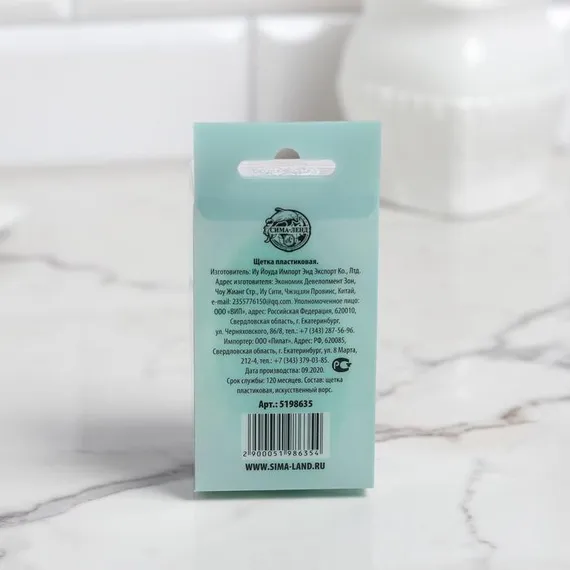 СИМА-ЛЕНД
Щетка пластиковая.
Изготовитель: Иу Йоуда Импорт Энд Экспорт Ко., Лтд.
Адрес изготовителя: Экономик Девелопмент Зон,
Чоу Жианг Стр., Иу Сити, Чжэцзян Провинс, Китай,
e-mail: 2355776150@qq.com. Уполномоченное лицо:
ООО «ВИП», адрес: Российская Федерация, 620010,
Свердловская область, г. Екатеринбург,
ул. Черняховского, 86/8, тел.: +7 (343) 287-56-96.
Импортер: ООО «Пилат». Адрес: РФ, 620085,
Свердловская область, г. Екатеринбург, ул. 8 Марта,
212-4, тел.: +7 (343) 379-03-85.
Дата производства: 09.2020.
Срок службы: 120 месяцев. Состав: щетка
пластиковая, искусственный ворс.
Арт.: 5198635
2 900051 986354
WWW.SIMA-LAND.RU